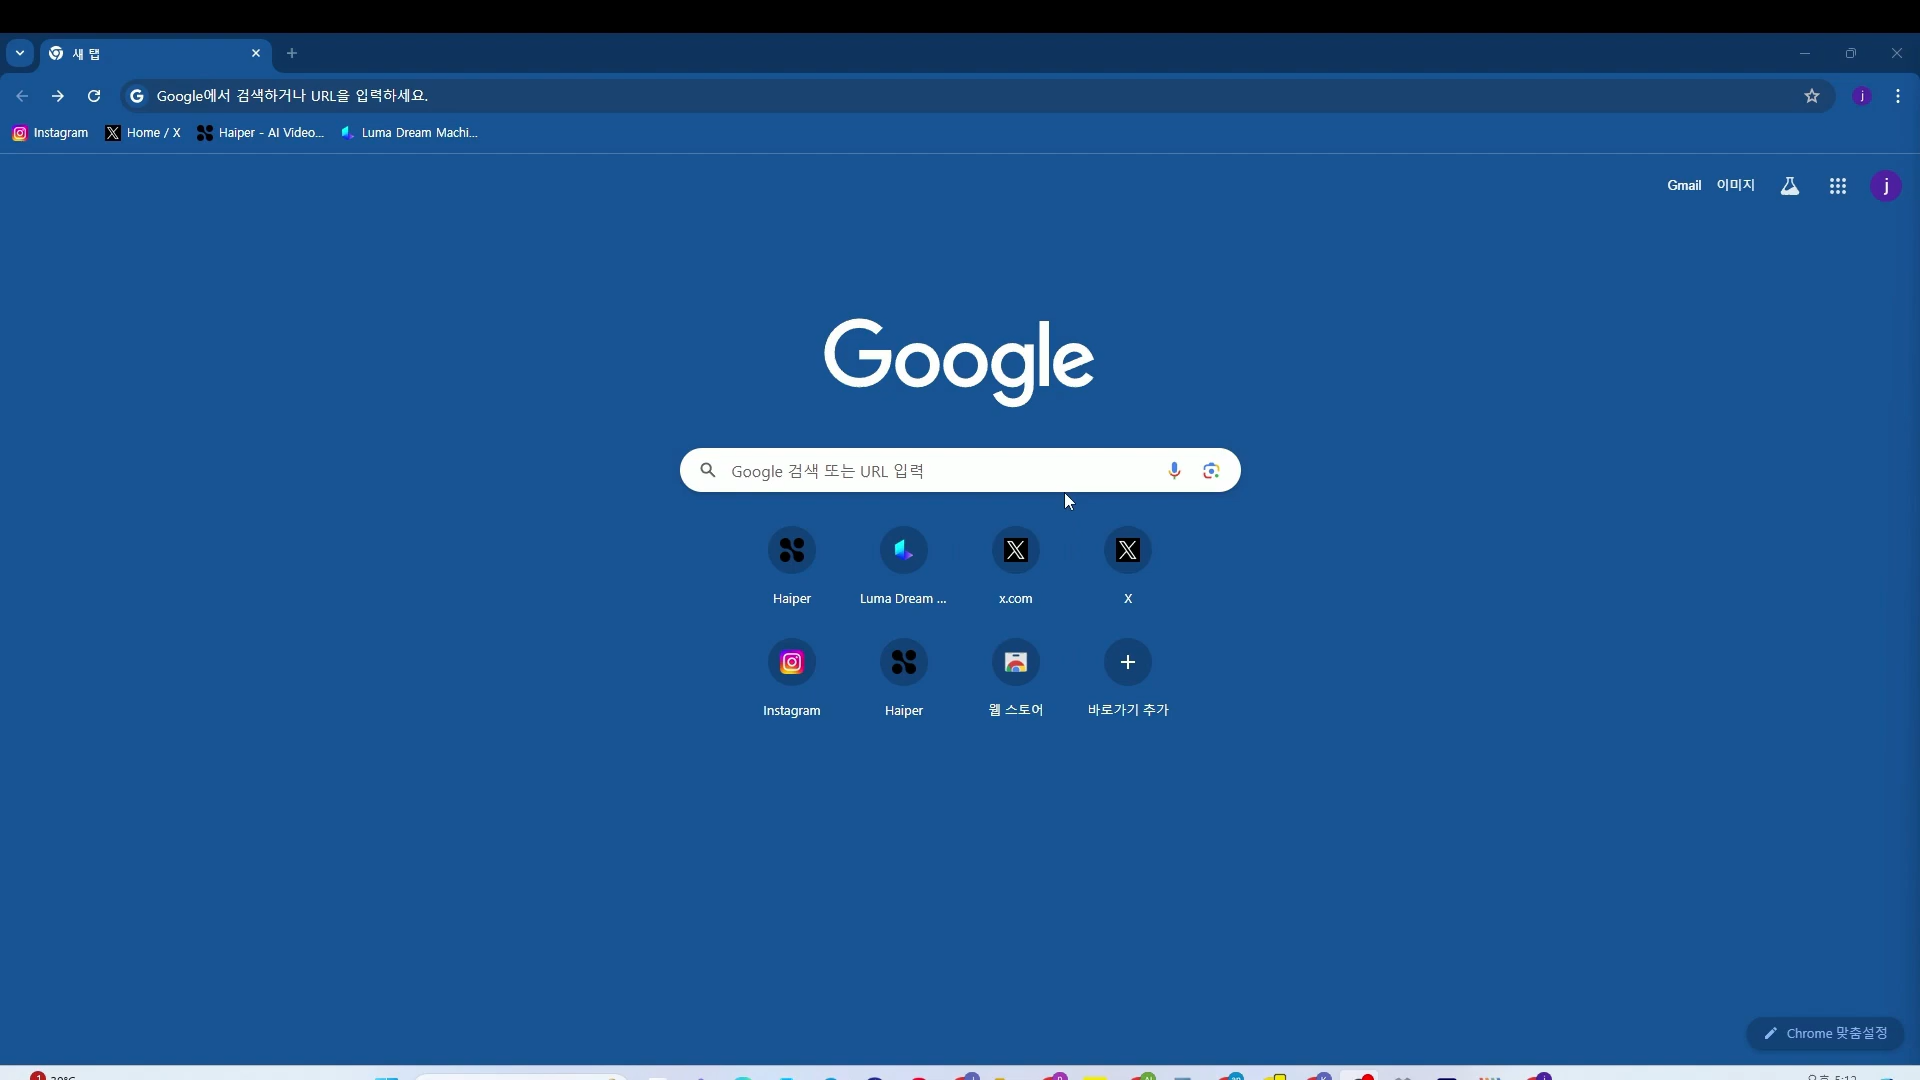 새 탭
Google에서 검색하거나 URL을 입력하세요.
j
Instagram
Home / X
Haiper - AI Video...
Luma Dream Machi...
Gmail
이미지
j
Google
Google 검색 또는 URL 입력
Haiper
Luma Dream ...
x.com
X
Instagram
Haiper
웹 스토어
바로가기 추가
Chrome 맞춤설정